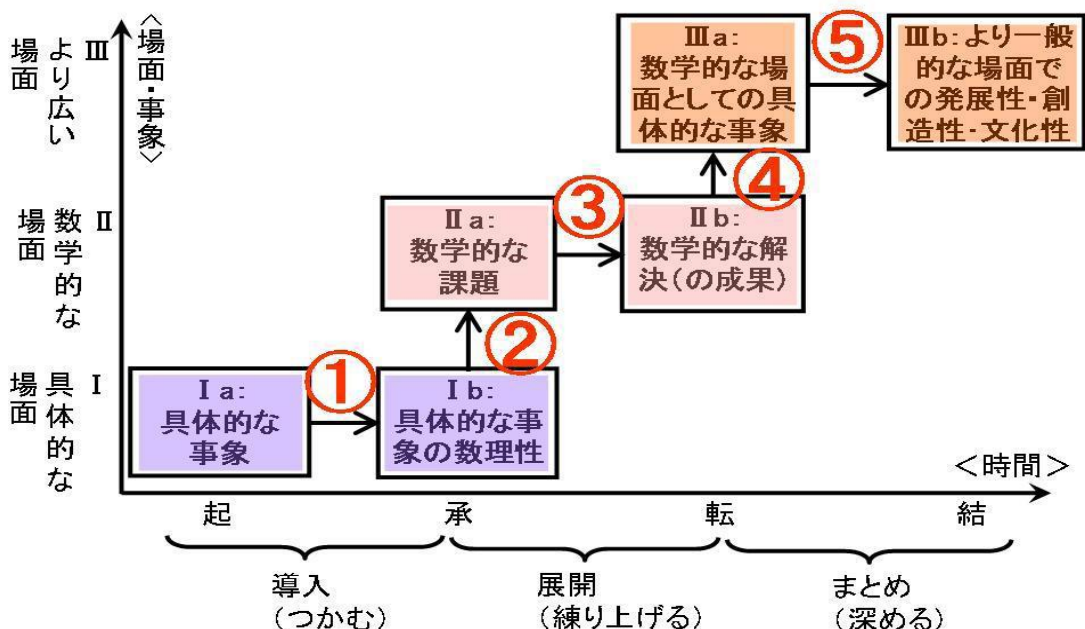 〈場面・事象〉
Ⅲ より広い
場面
Ⅱ 数学的な
場面
Ⅰ 具体的な
場面
Ⅲa:
数学的な場
面としての具
体的な事象
⑤
Ⅲb:より一般
的な場面で
の発展性・創
造性・文化性
④
Ⅱa:
数学的な
課題
③
Ⅱb:
数学的な解
決(の成果)
②
Ⅰa:
具体的な
事象
①
Ⅰb:
具体的な事
象の数理性
＜時間＞
起 承 転 結
導入
(つかむ)
展開
(練り上げる)
まとめ
(深める)